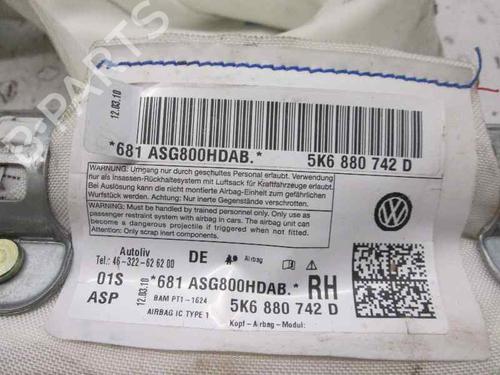 B-PARTS
12.03.10
*681 ASG800HDAB.* 5K6 880 742 D
Umgang nur durch geschultes Personal erlaubt. Verwendung nur
als Insassen-Rückhaltesystem mit Luftsack für Kraftfahrzeuge erlaubt.
Bei Auslösung kann die nicht montierte Airbag-Einheit zum gefährlichen
Wurfstück werden. Achtung: Nur inerte Gegenstände verschrotten.
Must be handled by trained personnel only. Only use as
passenger restraint system with airbag in cars. The airbag unit can
become a dangerous projectile if triggered when not fitted.
Attention: Only scrap inert components.
Autoliv
Tel.: 46-322-62 62 00
DE
Airbag
01S
ASP
12.03.10
*681 ASG800HDAB.* RH
BAM PT1-1624
5K6 880 742 D
AIRBAG IC TYPE 1
Kopf-Airbag-Modul: